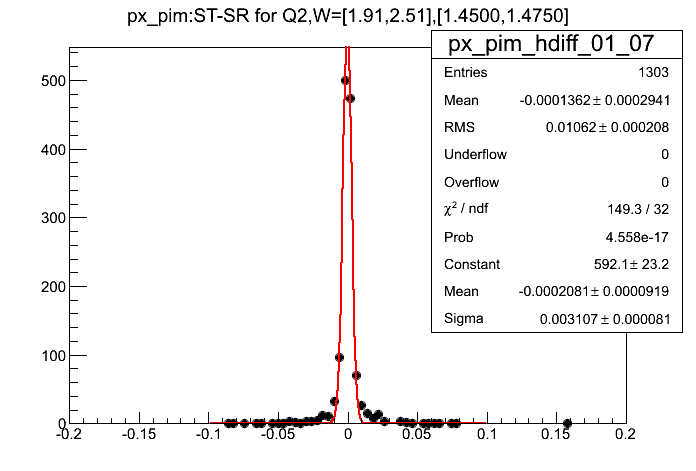 px_pim:ST-SR for Q2,W=[1.91,2.51],[1.4500,1.4750]
px_pim_hdiff_01_07
Entries 1303
Mean -0.0001362 ± 0.0002941
RMS 0.01062 ± 0.000208
Underflow 0
Overflow 0
χ² / ndf 149.3 / 32
Prob 4.558e-17
Constant 592.1 ± 23.2
Mean -0.0002081 ± 0.0000919
Sigma 0.003107 ± 0.000081
500
400
300
200
100
0
-0.2 -0.15 -0.1 -0.05 0 0.05 0.1 0.15 0.2